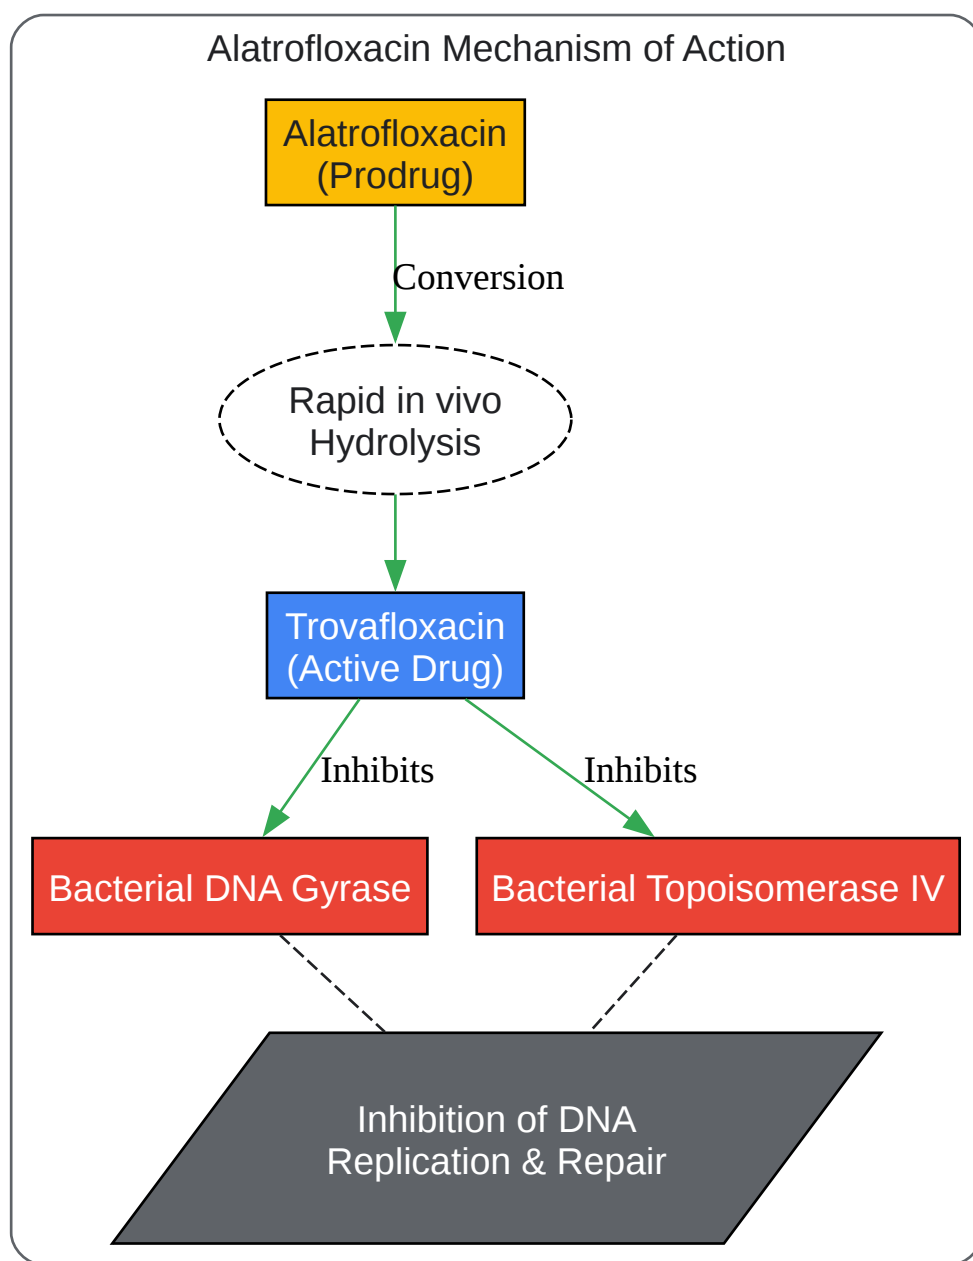 Alatrofloxacin Mechanism of Action
Alatrofloxacin
(Prodrug)
Conversion
Rapid in vivo
Hydrolysis
Trovafloxacin
(Active Drug)
Inhibits
Inhibits
Bacterial DNA Gyrase
Bacterial Topoisomerase IV
Inhibition of DNA
Replication & Repair